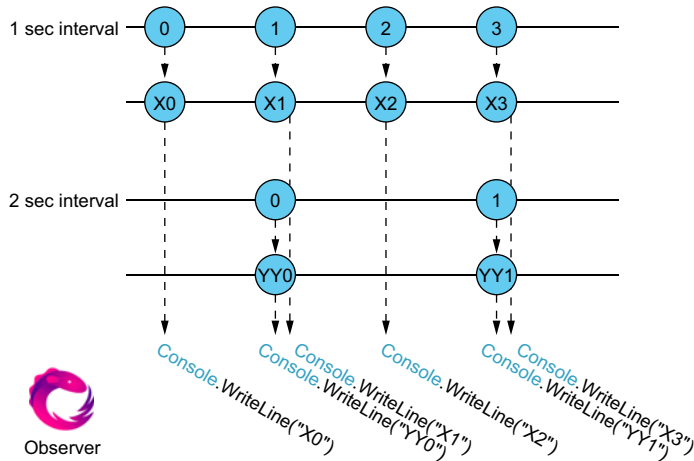 1 sec interval 0 1 2 3
X0 X1 X2 X3
2 sec interval 0 1
YY0 YY1
Console.WriteLine("X0")
Console.WriteLine("YY0")
Console.WriteLine("X1")
Console.WriteLine("X2")
Console.WriteLine("YY1")
Console.WriteLine("X3")
Observer